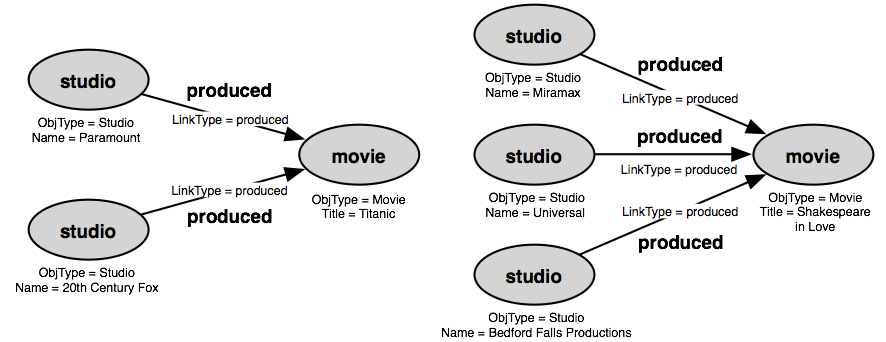 studio
ObjType = Studio
Name = Paramount
produced
LinkType = produced
movie
ObjType = Movie
Title = Titanic
LinkType = produced
produced
studio
ObjType = Studio
Name = 20th Century Fox
studio
ObjType = Studio
Name = Miramax
produced
LinkType = produced
studio
ObjType = Studio
Name = Universal
produced
LinkType = produced
movie
ObjType = Movie
Title = Shakespeare
in Love
LinkType = produced
produced
studio
ObjType = Studio
Name = Bedford Falls Productions